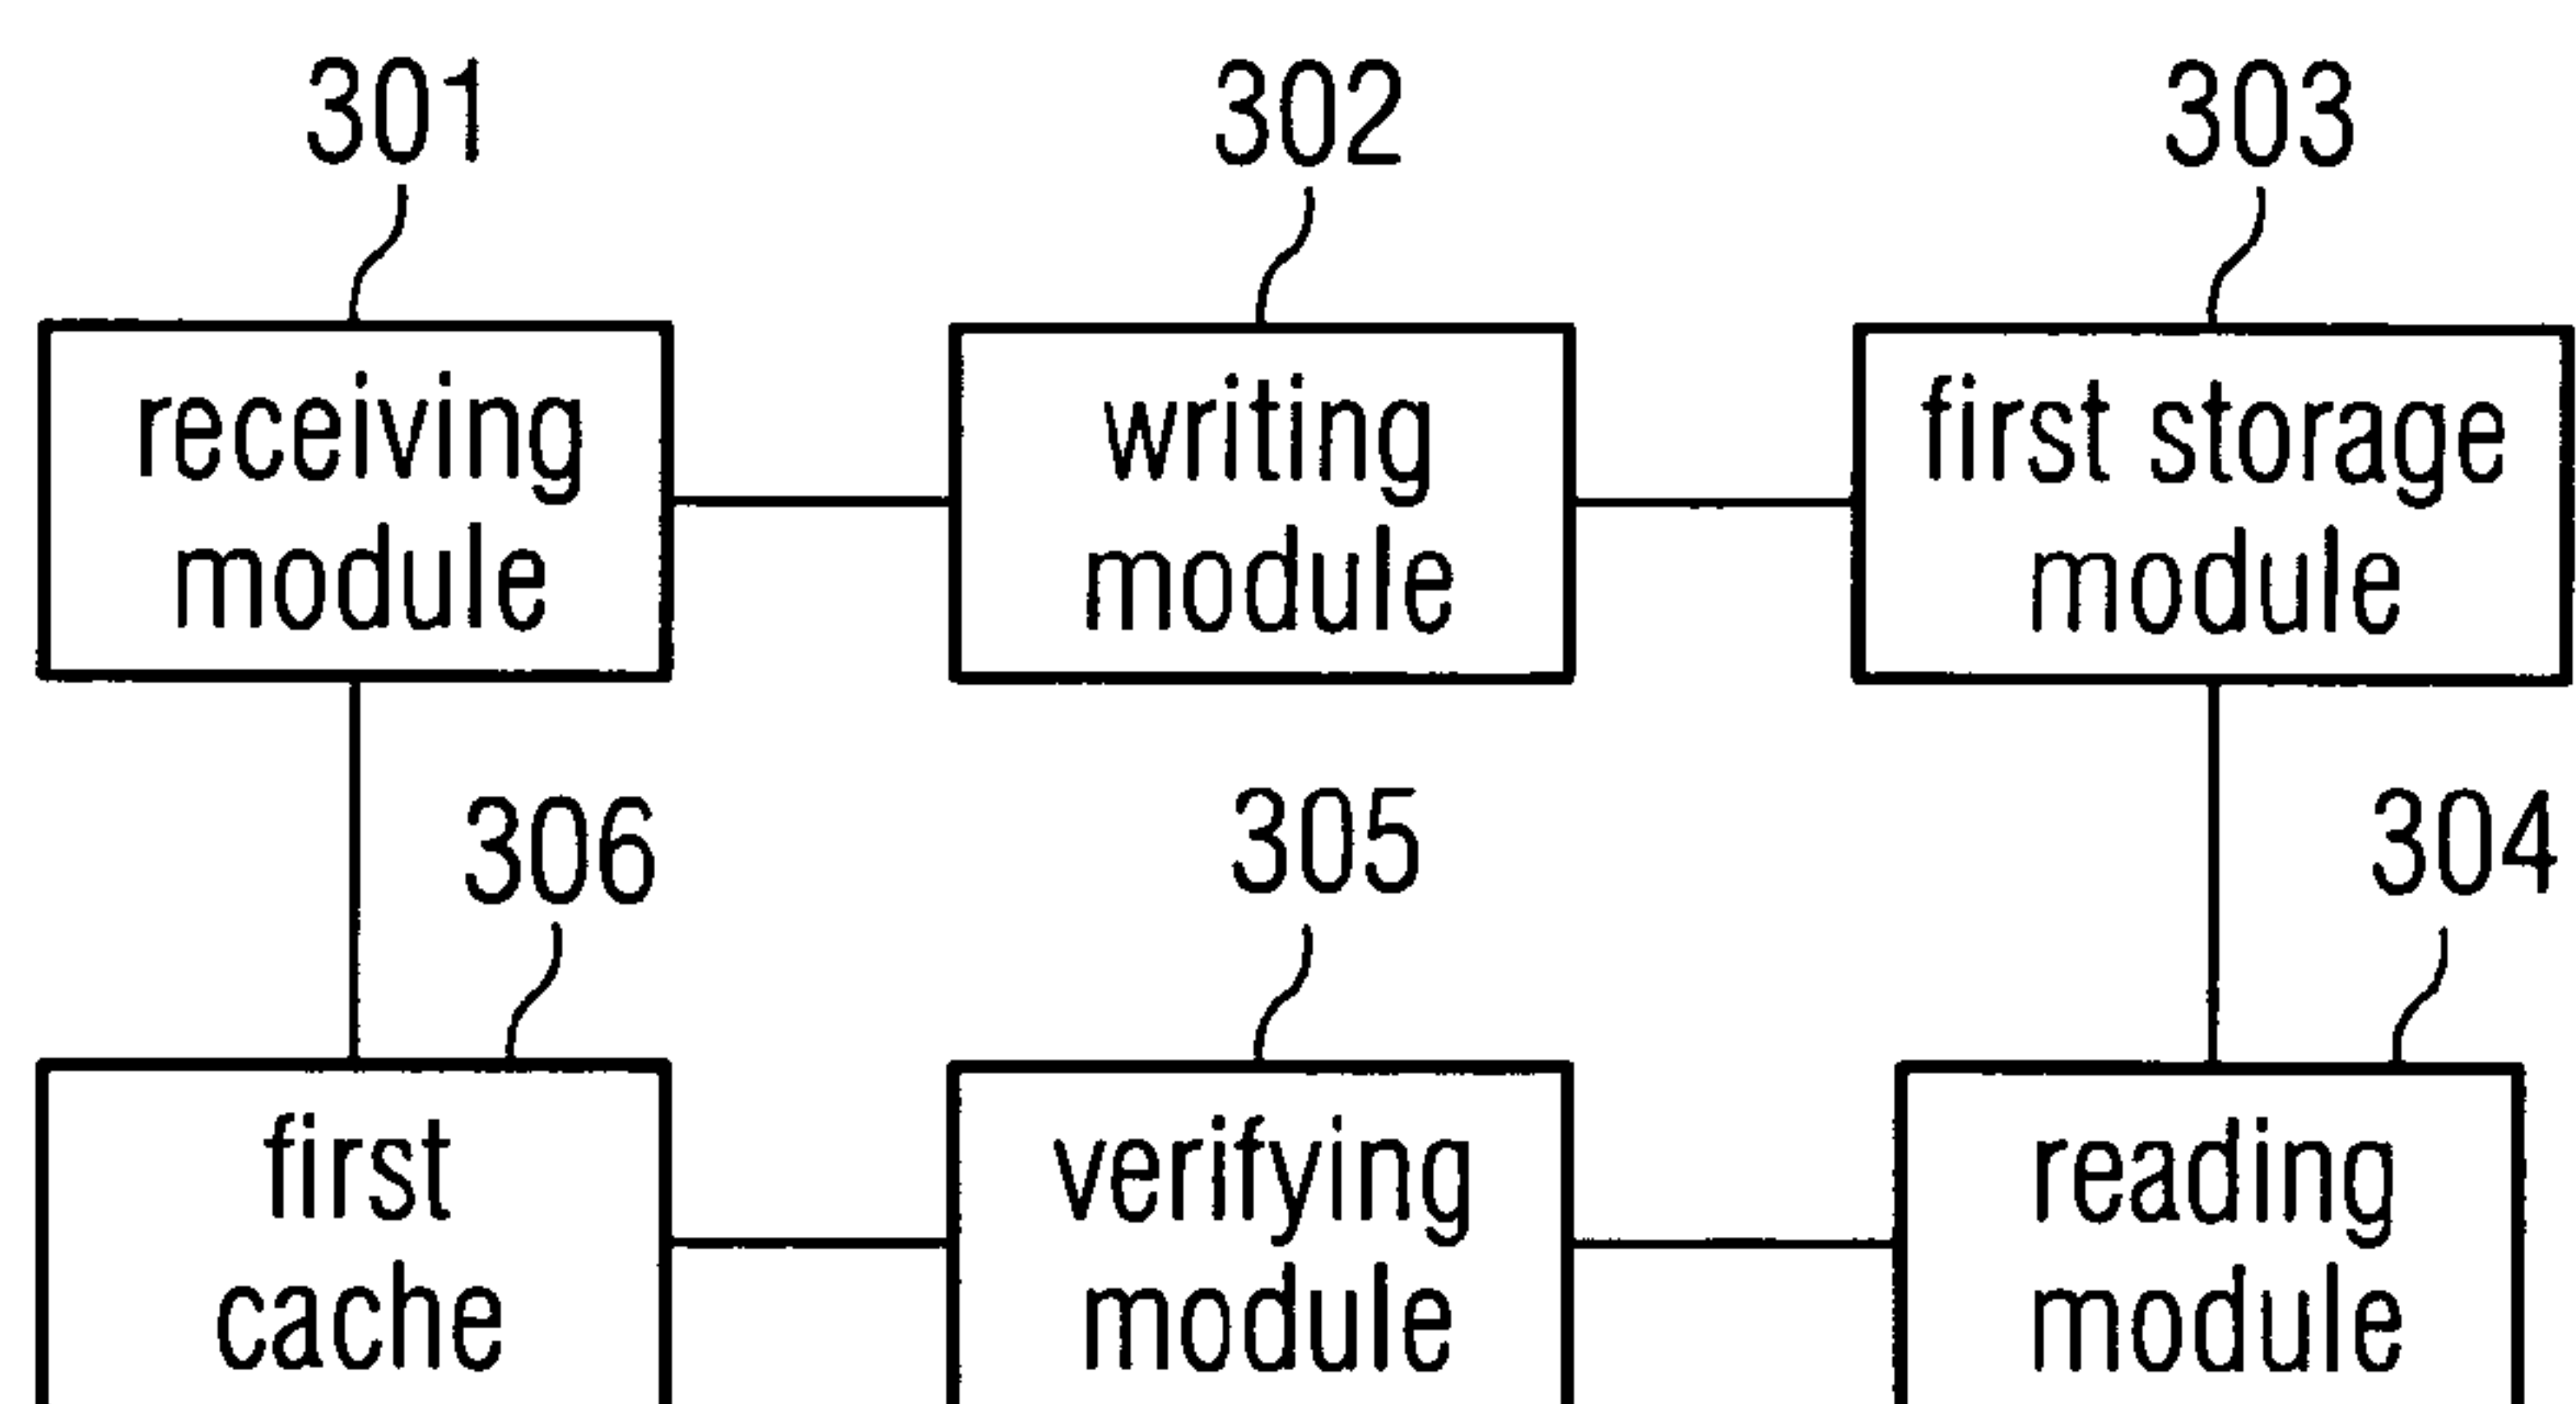 301
302
303
receiving
module
writing
module
first storage
module
306
305
304
first
cache
verifying
module
reading
module